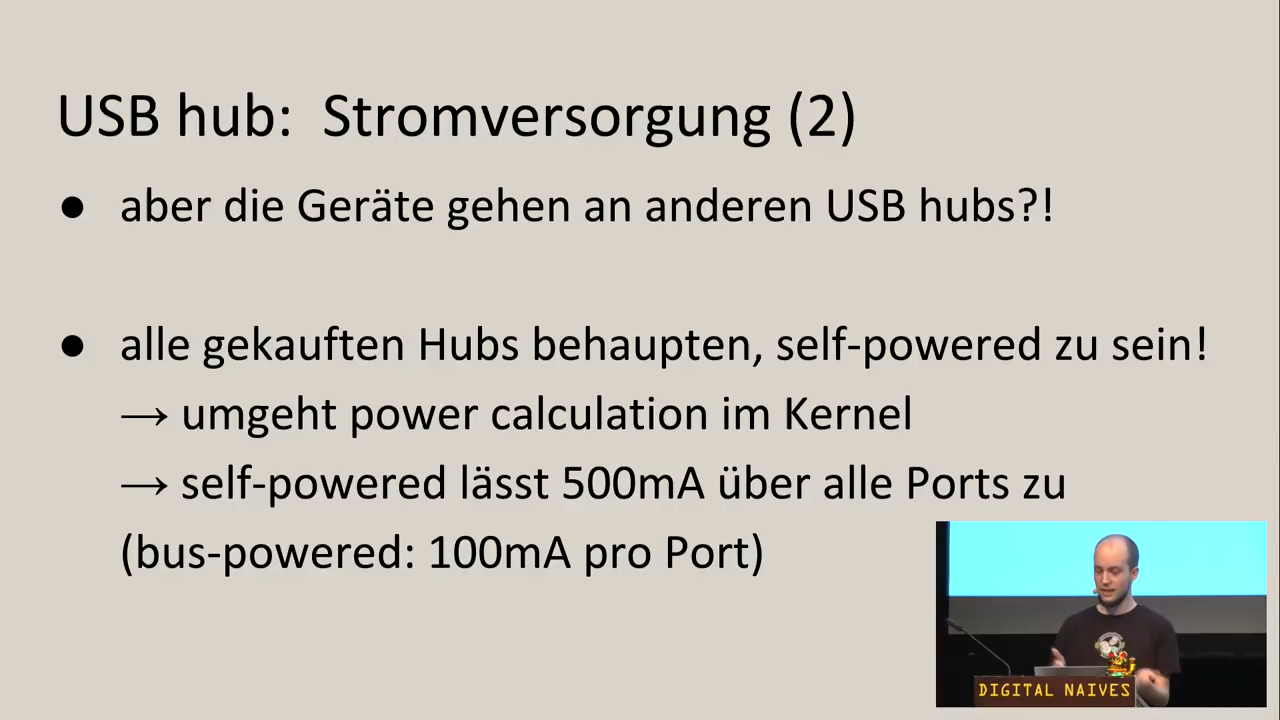 USB hub: Stromversorgung (2)
● aber die Geräte gehen an anderen USB hubs?!
● alle gekauften Hubs behaupten, self-powered zu sein!
→ umgeht power calculation im Kernel
→ self-powered lässt 500mA über alle Ports zu
(bus-powered: 100mA pro Port)
DIGITAL NAIVES